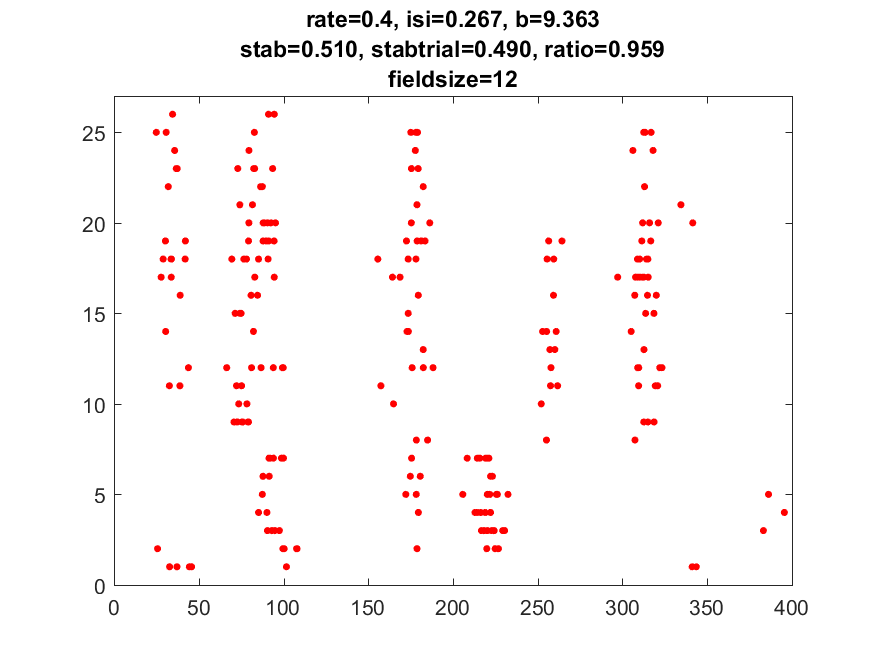 rate=0.4, isi=0.267, b=9.363
stab=0.510, stabtrial=0.490, ratio=0.959
fieldsize=12
25
20
15
10
5
0
0 50 100 150 200 250 300 350 400